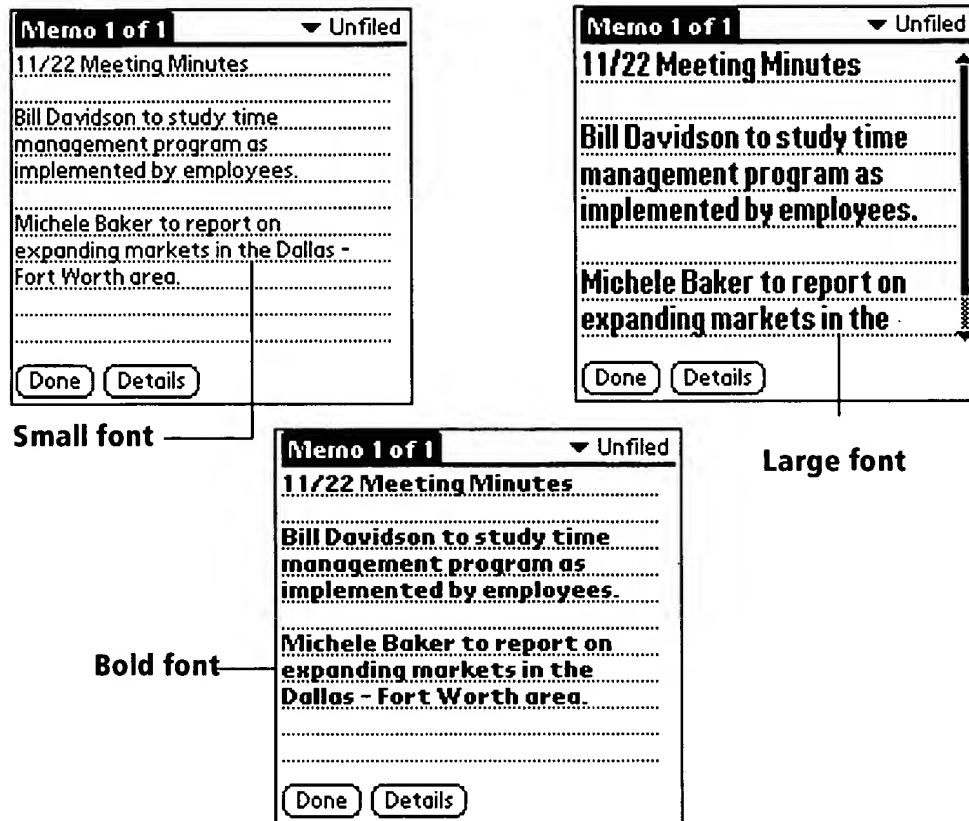 Memo 1 of 1 Unfiled
11/22 Meeting Minutes
Bill Davidson to study time
management program as
implemented by employees.
Michele Baker to report on
expanding markets in the Dallas -
Fort Worth area.
Done Details
Small font
Memo 1 of 1 Unfiled
11/22 Meeting Minutes
Bill Davidson to study time
management program as
implemented by employees.
Michele Baker to report on
expanding markets in the
Done Details
Large font
Memo 1 of 1 Unfiled
11/22 Meeting Minutes
Bill Davidson to study time
management program as
implemented by employees.
Michele Baker to report on
expanding markets in the
Dallas - Fort Worth area.
Done Details
Bold font